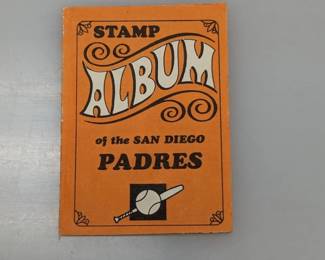 STAMP
ALBUM
of the SAN DIEGO
PADRES